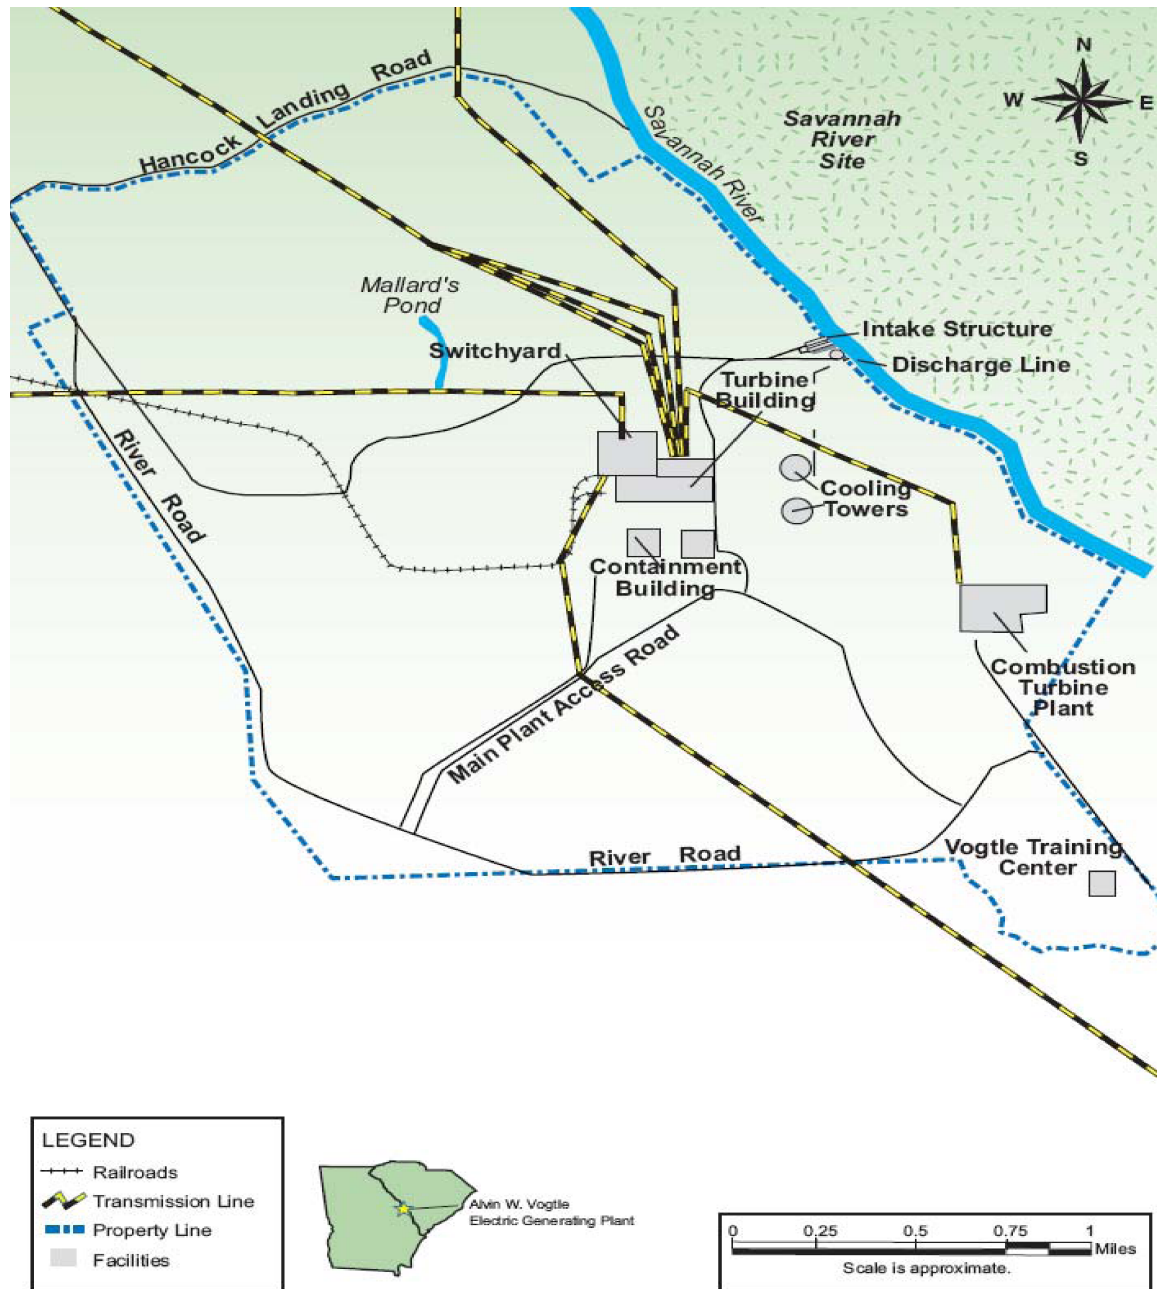 N
W E
S
Hancock Landing Road
Savannah River
Savannah
River
Site
Mallard's
Pond
Switchyard
Intake Structure
Discharge Line
Turbine
Building
River Road
Cooling
Towers
Containment
Building
Main Plant Access Road
Combustion
Turbine
Plant
River Road
Vogtle Training
Center
LEGEND
Railroads
Transmission Line
Property Line
Facilities
Alvin W. Vogtle
Electric Generating Plant
0 0.25 0.5 0.75 1
Miles
Scale is approximate.